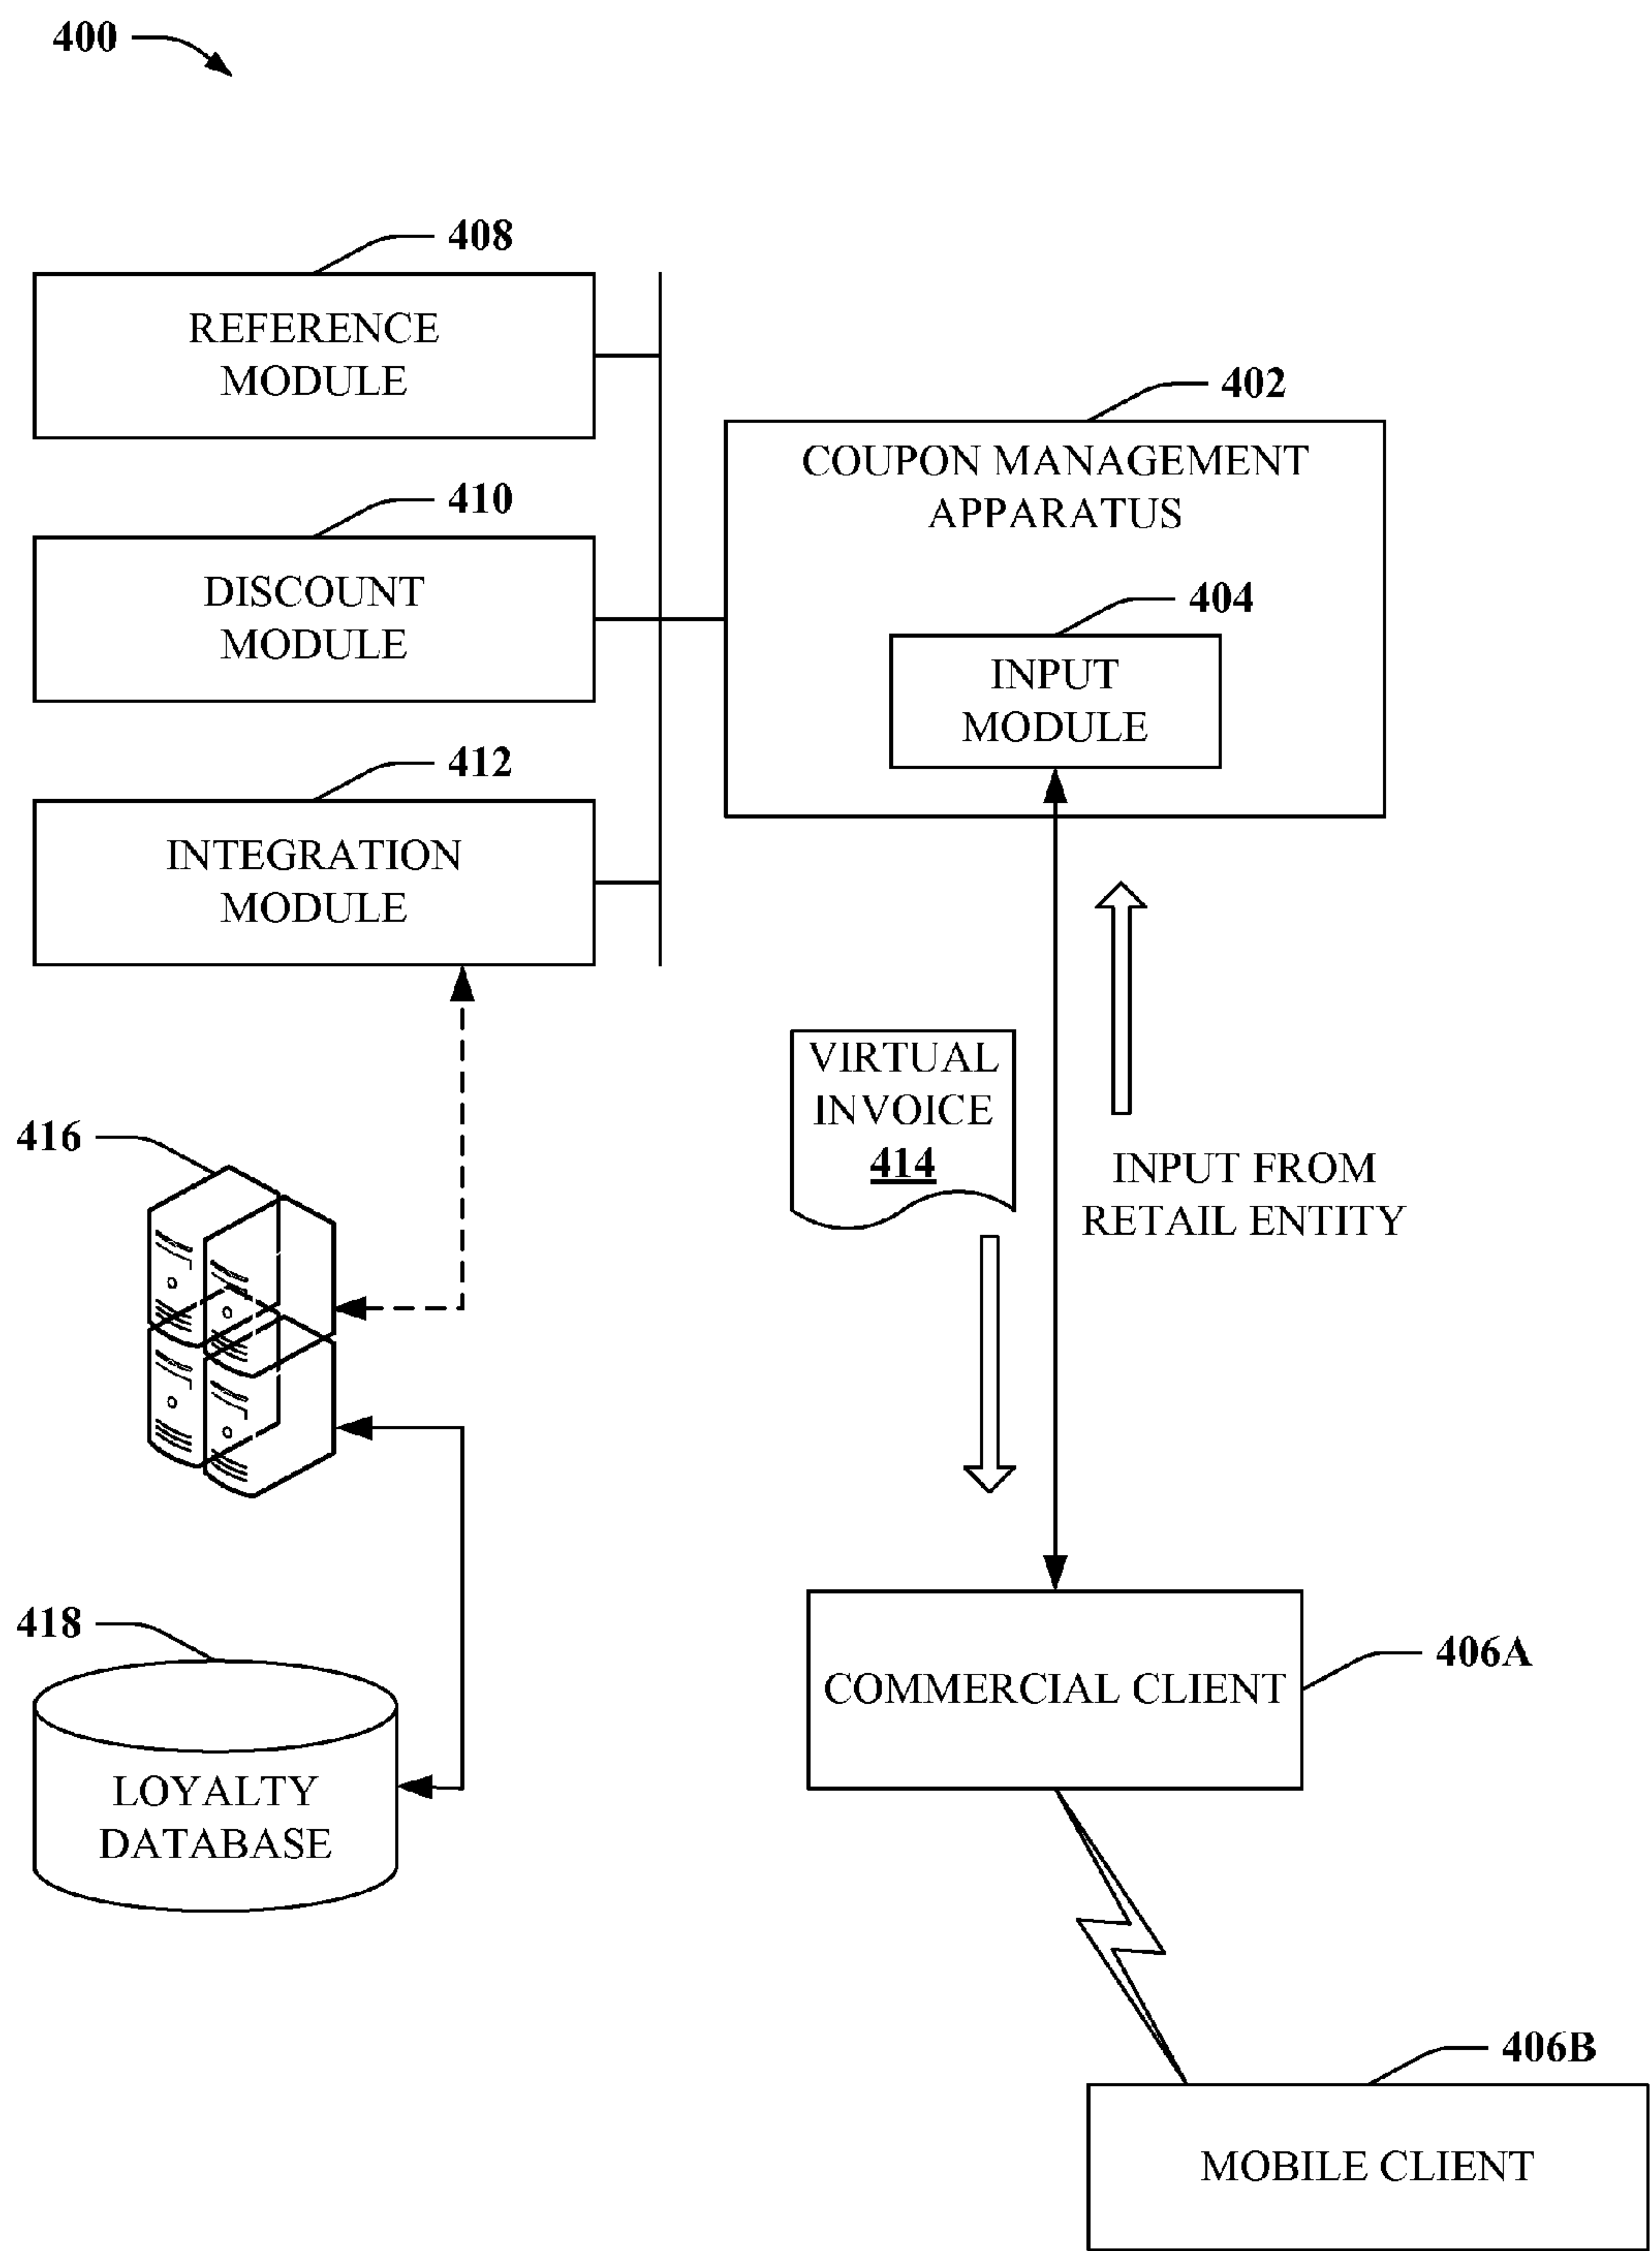 400
408
REFERENCE
MODULE
402
COUPON MANAGEMENT
APPARATUS
410
DISCOUNT
MODULE
404
INPUT
MODULE
412
INTEGRATION
MODULE
VIRTUAL
INVOICE
414
INPUT FROM
RETAIL ENTITY
416
418
LOYALTY
DATABASE
406A
COMMERCIAL CLIENT
406B
MOBILE CLIENT